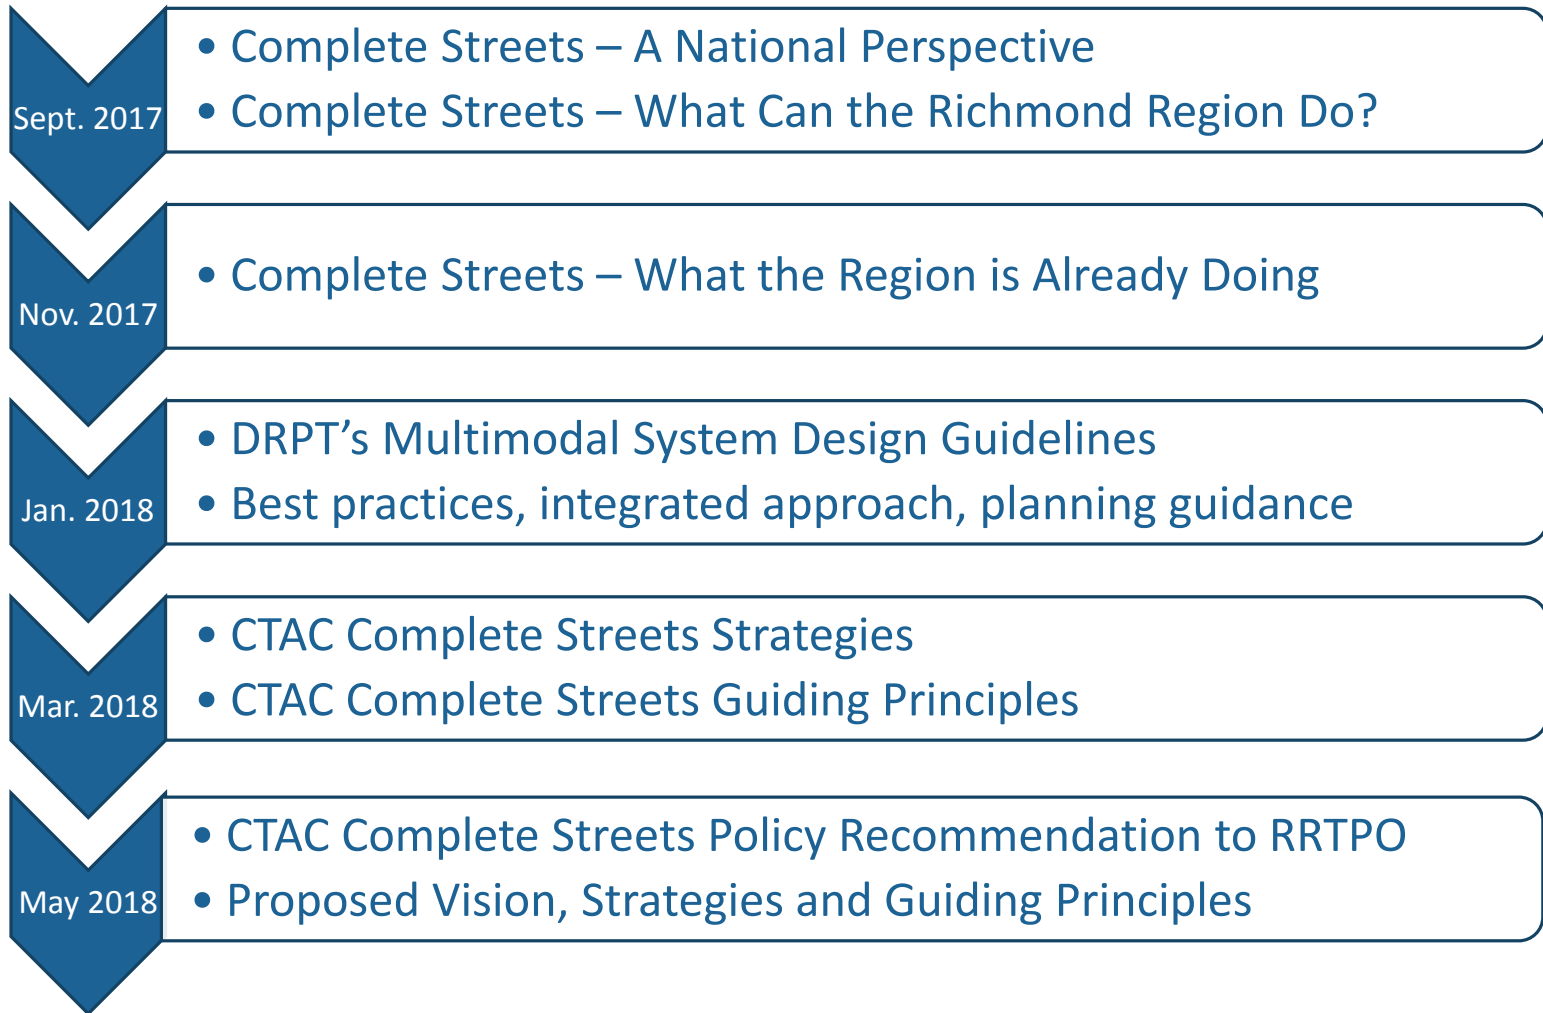 Sept. 2017
• Complete Streets – A National Perspective
• Complete Streets – What Can the Richmond Region Do?
Nov. 2017
• Complete Streets – What the Region is Already Doing
Jan. 2018
• DRPT’s Multimodal System Design Guidelines
• Best practices, integrated approach, planning guidance
Mar. 2018
• CTAC Complete Streets Strategies
• CTAC Complete Streets Guiding Principles
May 2018
• CTAC Complete Streets Policy Recommendation to RRTPO
• Proposed Vision, Strategies and Guiding Principles